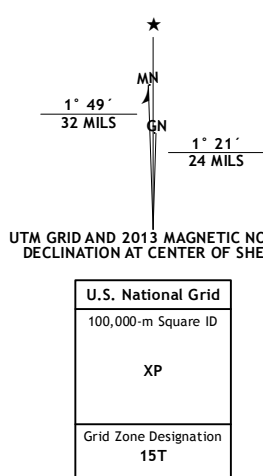 ★
MN
1° 49´
32 MILS
GN
1° 21´
24 MILS
UTM GRID AND 2013 MAGNETIC NO
DECLINATION AT CENTER OF SHE
U.S. National Grid
100,000-m Square ID
XP
Grid Zone Designation
15T